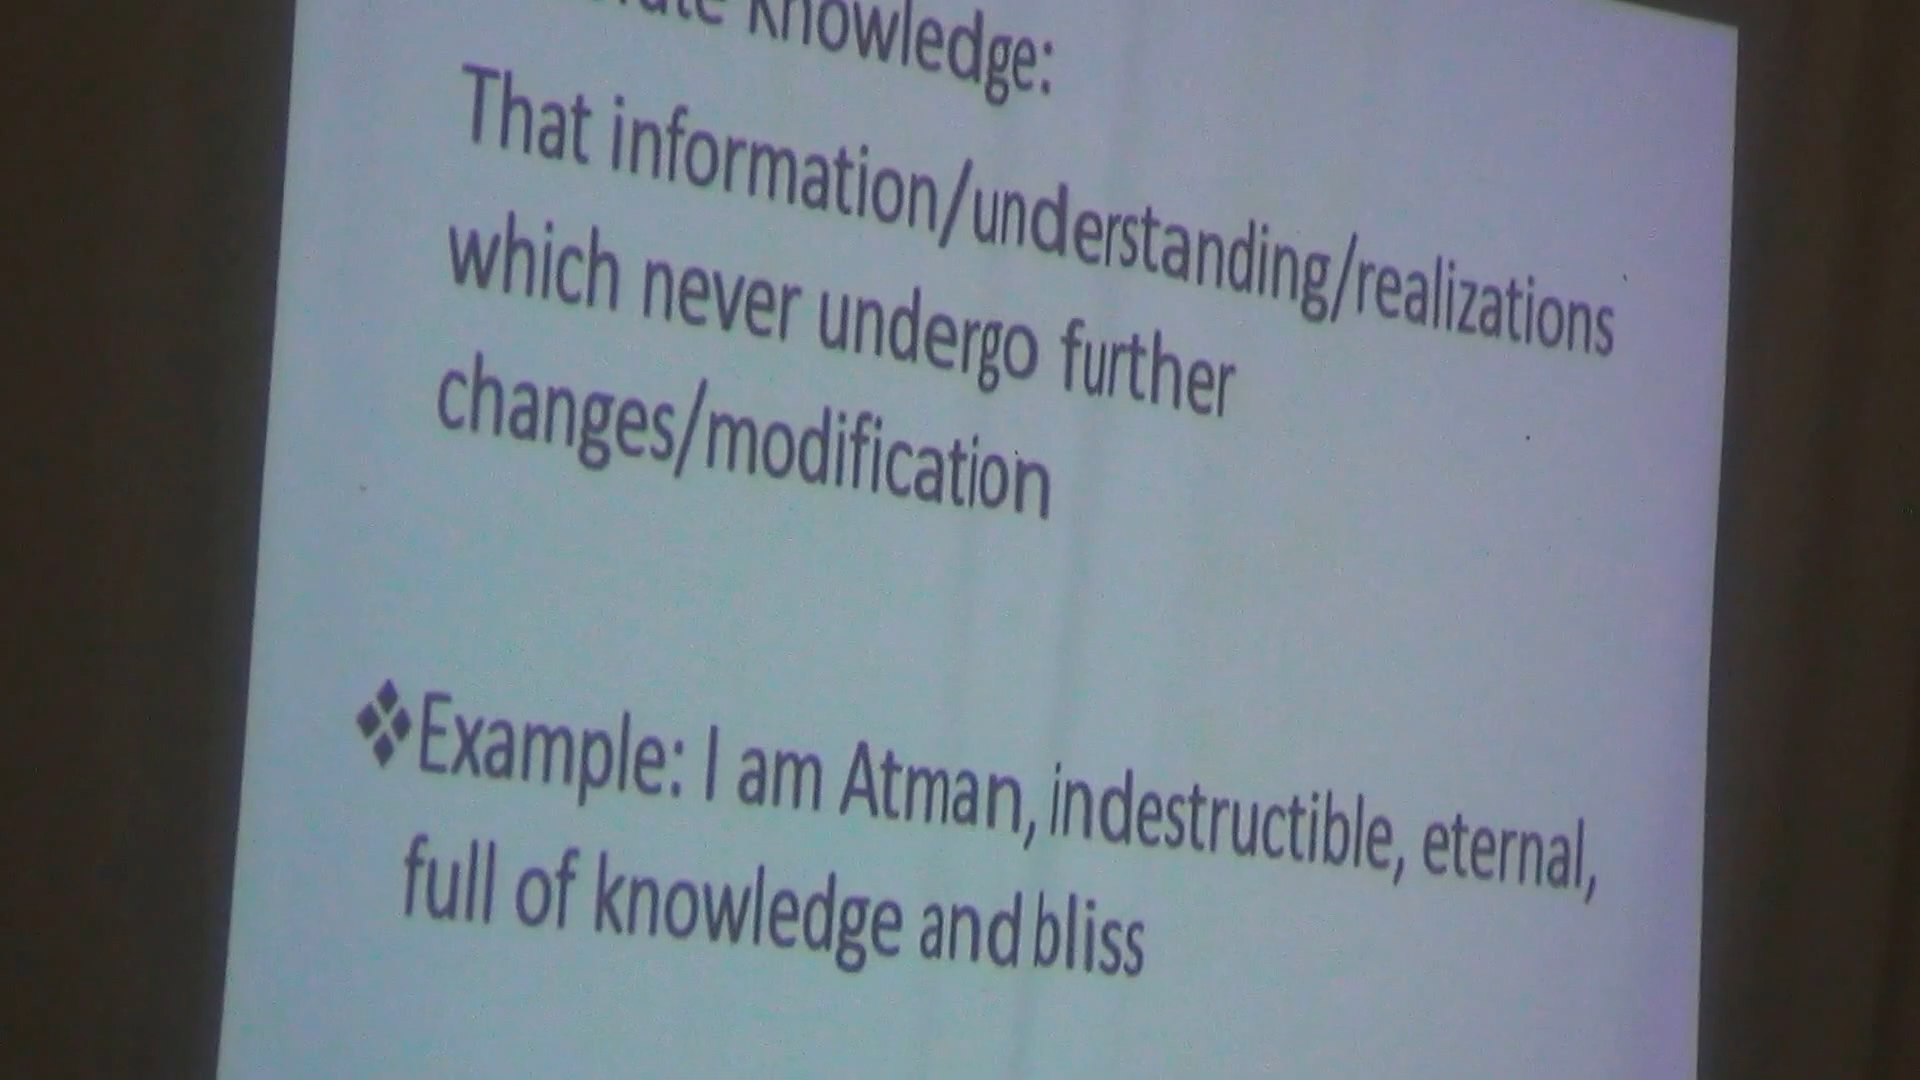 Knowledge:
That information/understanding/realizations
which never undergo further
changes/modification
❖Example: I am Atman, indestructible, eternal,
full of knowledge and bliss